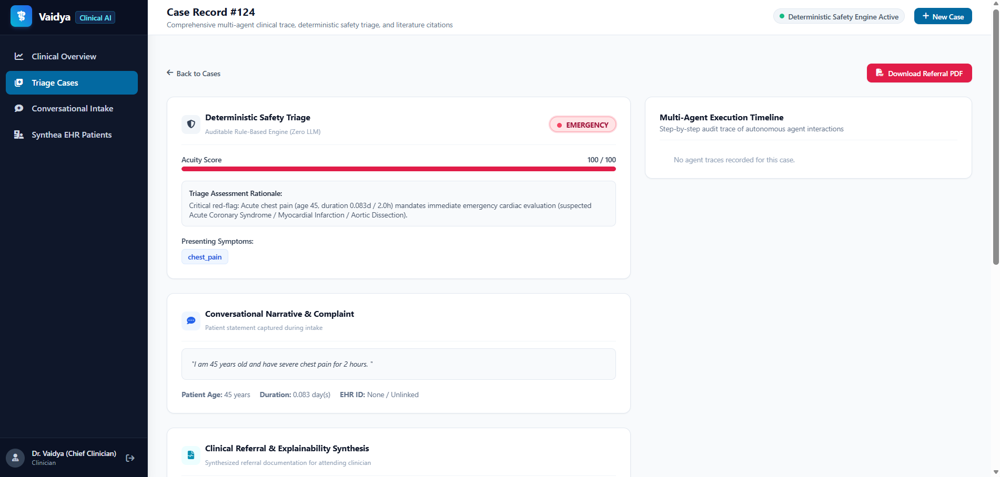 Vaidya Clinical AI
Clinical Overview
Triage Cases
Conversational Intake
Synthea EHR Patients
Dr. Vaidya (Chief Clinician)
Clinician
Case Record #124
Comprehensive multi-agent clinical trace, deterministic safety triage, and literature citations
Deterministic Safety Engine Active
New Case
Back to Cases
PDF Download Referral PDF
Deterministic Safety Triage
Auditable Rule-Based Engine (Zero LLM)
EMERGENCY
Acuity Score 100 / 100
Triage Assessment Rationale:
Critical red-flag: Acute chest pain (age 45, duration 0.083d / 2.0h) mandates immediate emergency cardiac evaluation (suspected
Acute Coronary Syndrome / Myocardial Infarction / Aortic Dissection).
Presenting Symptoms:
chest_pain
Conversational Narrative & Complaint
Patient statement captured during intake
"I am 45 years old and have severe chest pain for 2 hours. "
Patient Age: 45 years Duration: 0.083 day(s) EHR ID: None / Unlinked
Clinical Referral & Explainability Synthesis
Synthesized referral documentation for attending clinician
Multi-Agent Execution Timeline
Step-by-step audit trace of autonomous agent interactions
No agent traces recorded for this case.